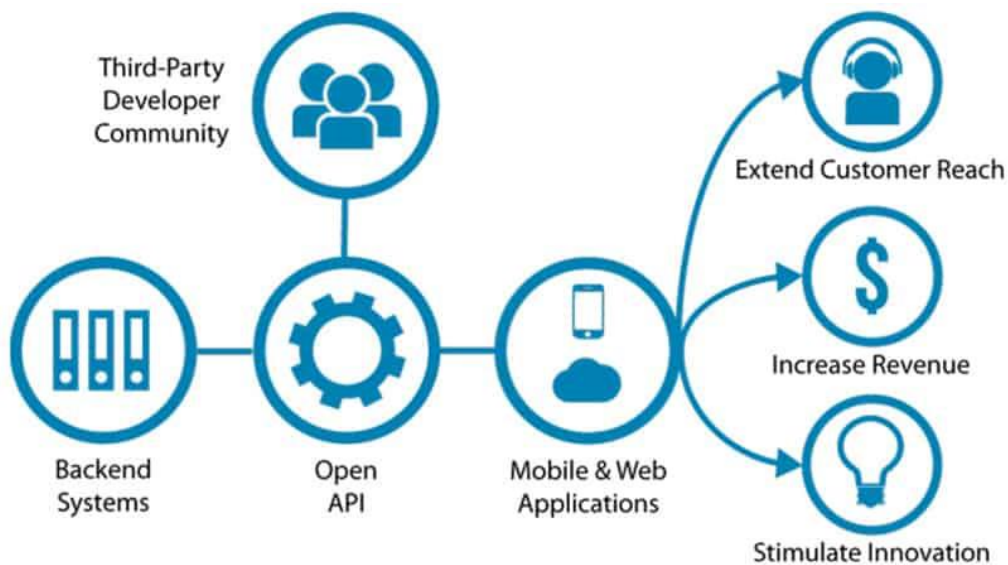 Third-Party
Developer
Community
Extend Customer Reach
$
Increase Revenue
Backend
Systems
Open
API
Mobile & Web
Applications
Stimulate Innovation